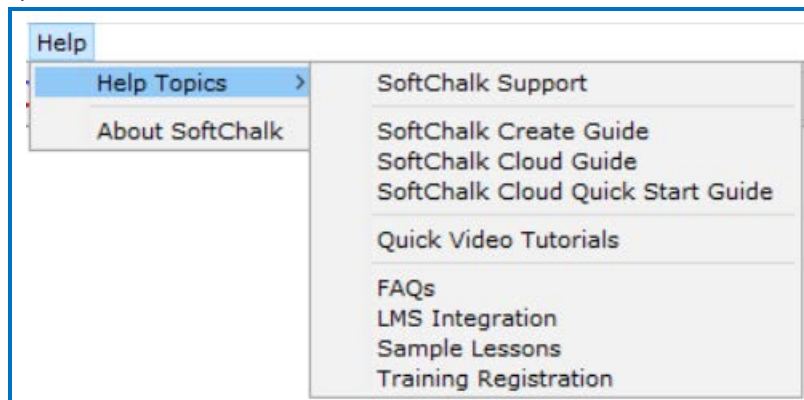 Help
Help Topics
About SoftChalk
SoftChalk Support
SoftChalk Create Guide
SoftChalk Cloud Guide
SoftChalk Cloud Quick Start Guide
Quick Video Tutorials
FAQs
LMS Integration
Sample Lessons
Training Registration